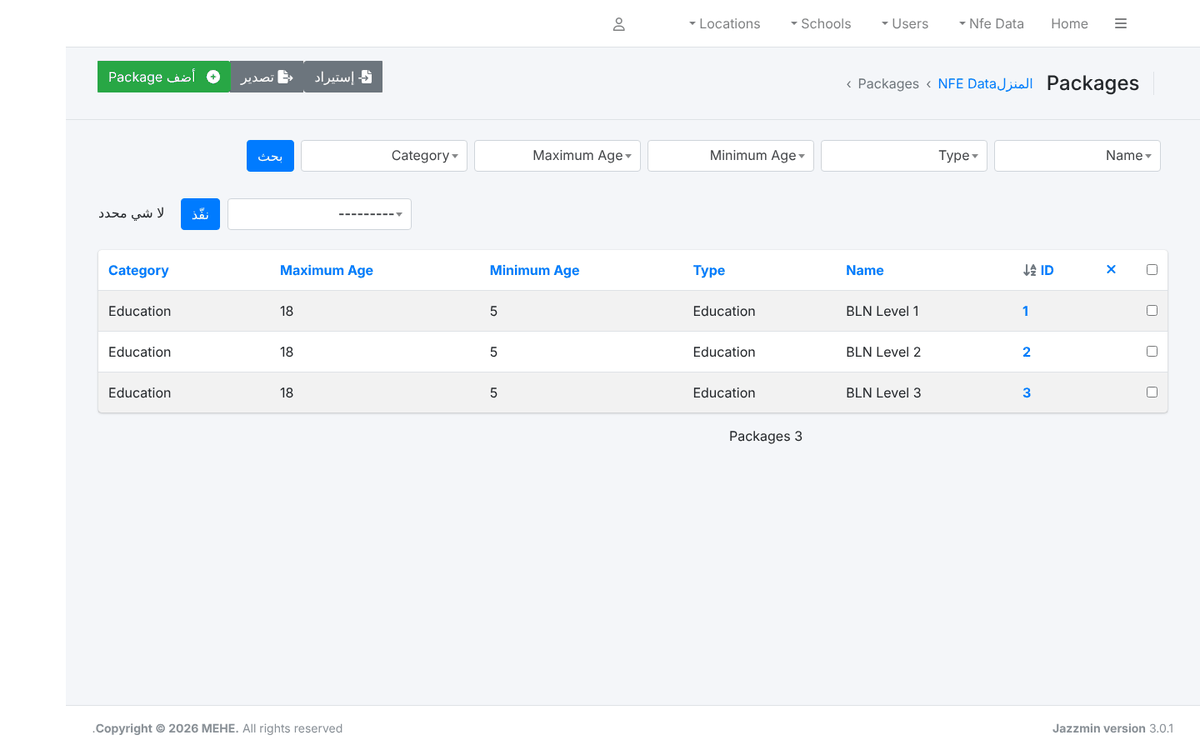 Home Nfe Data Users Schools Locations
Packages
المنزل NFE Data › Packages ›
إستيراد تصدير أضف Package
Name Type Minimum Age Maximum Age Category بحث
--------- نفّذ لا شي محدد
ID Name Type Minimum Age Maximum Age Category
1 BLN Level 1 Education 5 18 Education
2 BLN Level 2 Education 5 18 Education
3 BLN Level 3 Education 5 18 Education
Packages 3
Jazzmin version 3.0.1
.Copyright © 2026 MEHE. All rights reserved